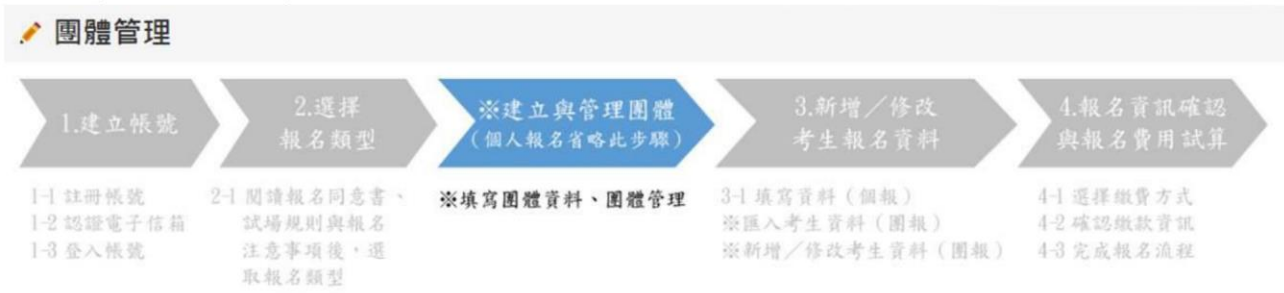 團體管理
1.建立帳號
2.選擇
報名類型
※建立與管理團體
(個人報名省略此步驟)
3.新增／修改
考生報名資料
4.報名資訊確認
與報名費用試算
1-1 註冊帳號
1-2 認證電子信箱
1-3 登入帳號
2-1 閱讀報名同意書、
試場規則與報名
注意事項後，選
取報名類型
※填寫團體資料、團體管理
3-1 填寫資料（個報）
※匯入考生資料（團報）
※新增／修改考生資料（團報）
4-1 選擇繳費方式
4-2 確認繳款資訊
4-3 完成報名流程